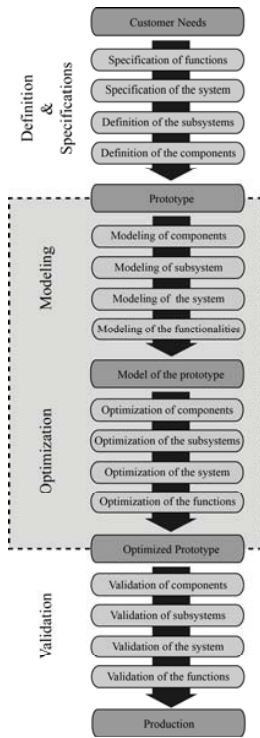 Customer Needs
Definition
&
Specifications
Specification of functions
Specification of the system
Definition of the subsystems
Definition of the components
Prototype
Modeling
Modeling of components
Modeling of subsystem
Modeling of the system
Modeling of the functionalities
Model of the prototype
Optimization
Optimization of components
Optimization of the subsystems
Optimization of the system
Optimization of the functions
Optimized Prototype
Validation
Validation of components
Validation of subsystems
Validation of the system
Validation of the functions
Production